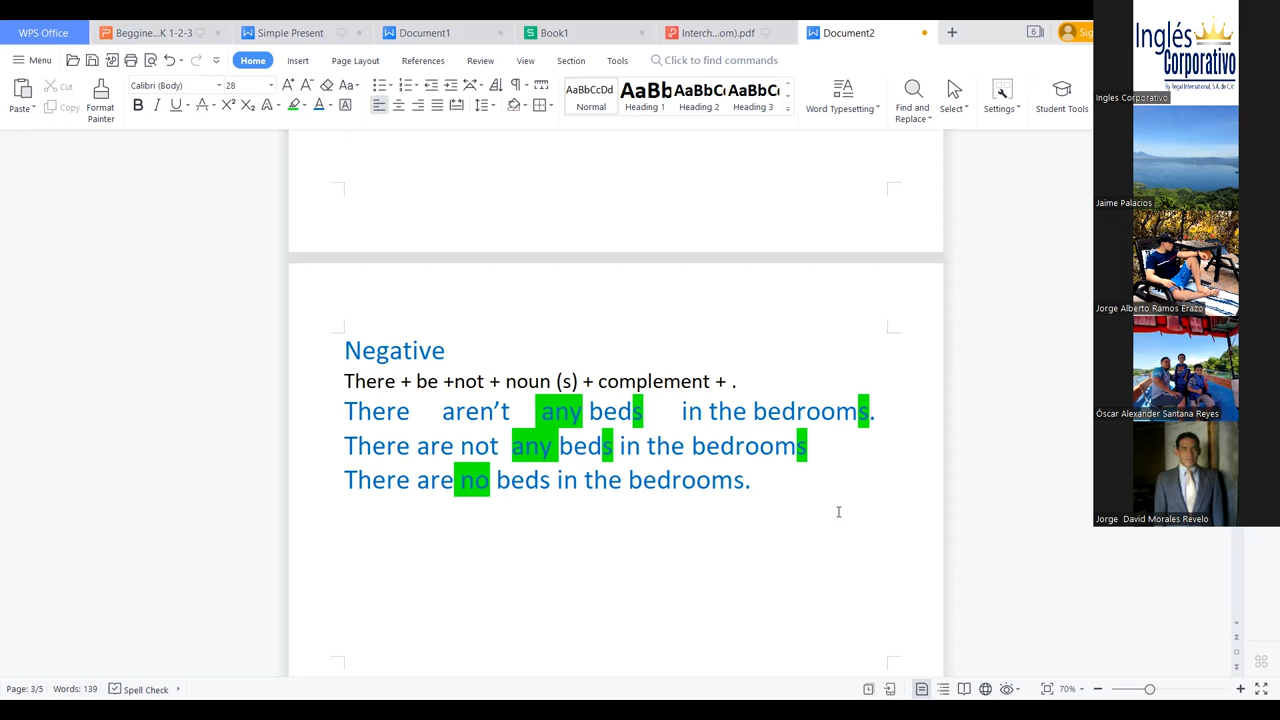 WPS Office
Beggine...K 1-2-3
Simple Present
Document1
Book1
Interch...om).pdf
Document2
Menu
Home
Insert
Page Layout
References
Review
View
Section
Tools
Click to find commands
Paste
Cut
Copy
Format
Painter
Calibri (Body)
28
AaBbCcDd
Normal
AaBb
Heading 1
AaBbCc
Heading 2
AaBbCc
Heading 3
Word Typesetting
Find and
Replace
Select
Settings
Student Tools
Inglés
Corporativo
Ingles Corporativo
Jaime Palacios
Jorge Alberto Ramos Erazo
Óscar Alexander Santana Reyes
Jorge David Morales Revelo
Negative
There + be +not + noun (s) + complement + .
There aren’t any beds in the bedrooms.
There are not any beds in the bedrooms
There are no beds in the bedrooms.
Page: 3/5
Words: 139
Spell Check
70%